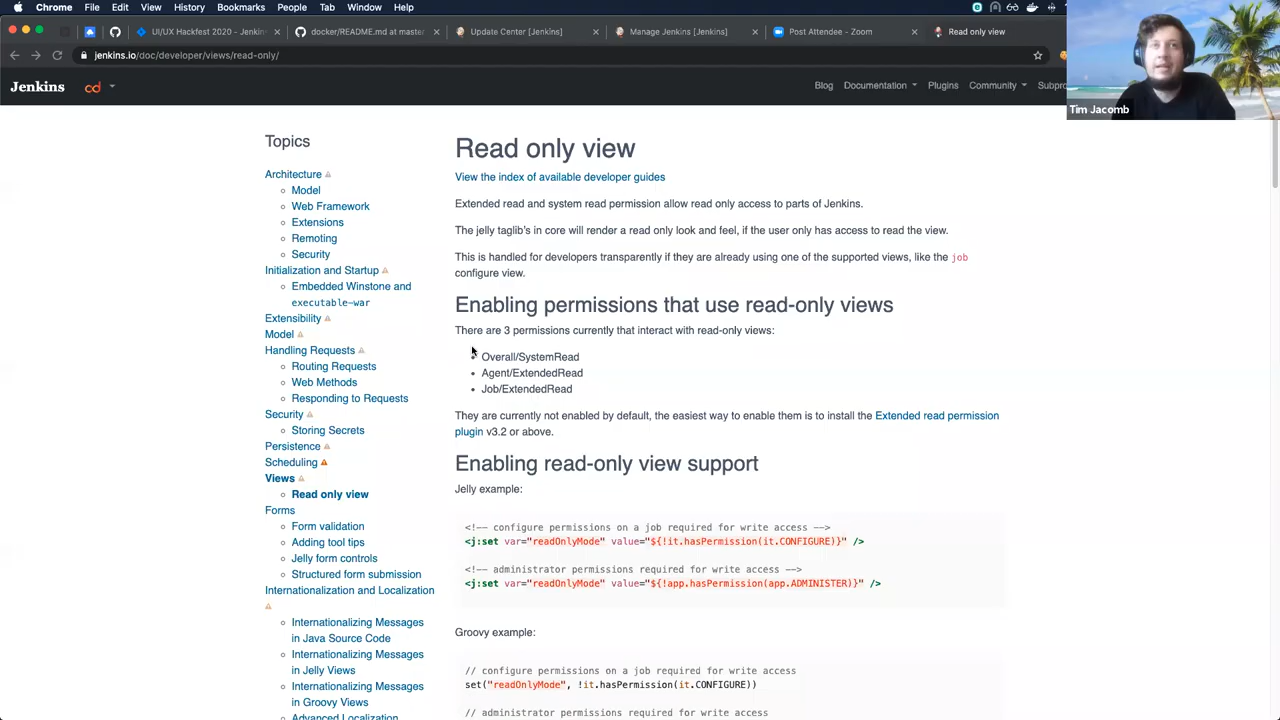 Chrome File Edit View History Bookmarks People Tab Window Help
UI/UX Hackfest 2020 - Jenkin
docker/README.md at maste
Update Center [Jenkins]
Manage Jenkins [Jenkins]
Post Attendee - Zoom
Read only view
jenkins.io/doc/developer/views/read-only/
Jenkins cd
Blog Documentation Plugins Community Subpro
Tim Jacomb
Topics
Architecture
Model
Web Framework
Extensions
Remoting
Security
Initialization and Startup
Embedded Winstone and
executable-war
Extensibility
Model
Handling Requests
Routing Requests
Web Methods
Responding to Requests
Security
Storing Secrets
Persistence
Scheduling
Views
Read only view
Forms
Form validation
Adding tool tips
Jelly form controls
Structured form submission
Internationalization and Localization
Internationalizing Messages
in Java Source Code
Internationalizing Messages
in Jelly Views
Internationalizing Messages
in Groovy Views
Advanced Localization
Read only view
View the index of available developer guides
Extended read and system read permission allow read only access to parts of Jenkins.
The jelly taglib's in core will render a read only look and feel, if the user only has access to read the view.
This is handled for developers transparently if they are already using one of the supported views, like the job
configure view.
Enabling permissions that use read-only views
There are 3 permissions currently that interact with read-only views:
Overall/SystemRead
Agent/ExtendedRead
Job/ExtendedRead
They are currently not enabled by default, the easiest way to enable them is to install the Extended read permission
plugin v3.2 or above.
Enabling read-only view support
Jelly example:
<!-- configure permissions on a job required for write access -->
<j:set var="readOnlyMode" value="${!it.hasPermission(it.CONFIGURE)}" />
<!-- administrator permissions required for write access -->
<j:set var="readOnlyMode" value="${!app.hasPermission(app.ADMINISTER)}" />
Groovy example:
// configure permissions on a job required for write access
set("readOnlyMode", !it.hasPermission(it.CONFIGURE))
// administrator permissions required for write access